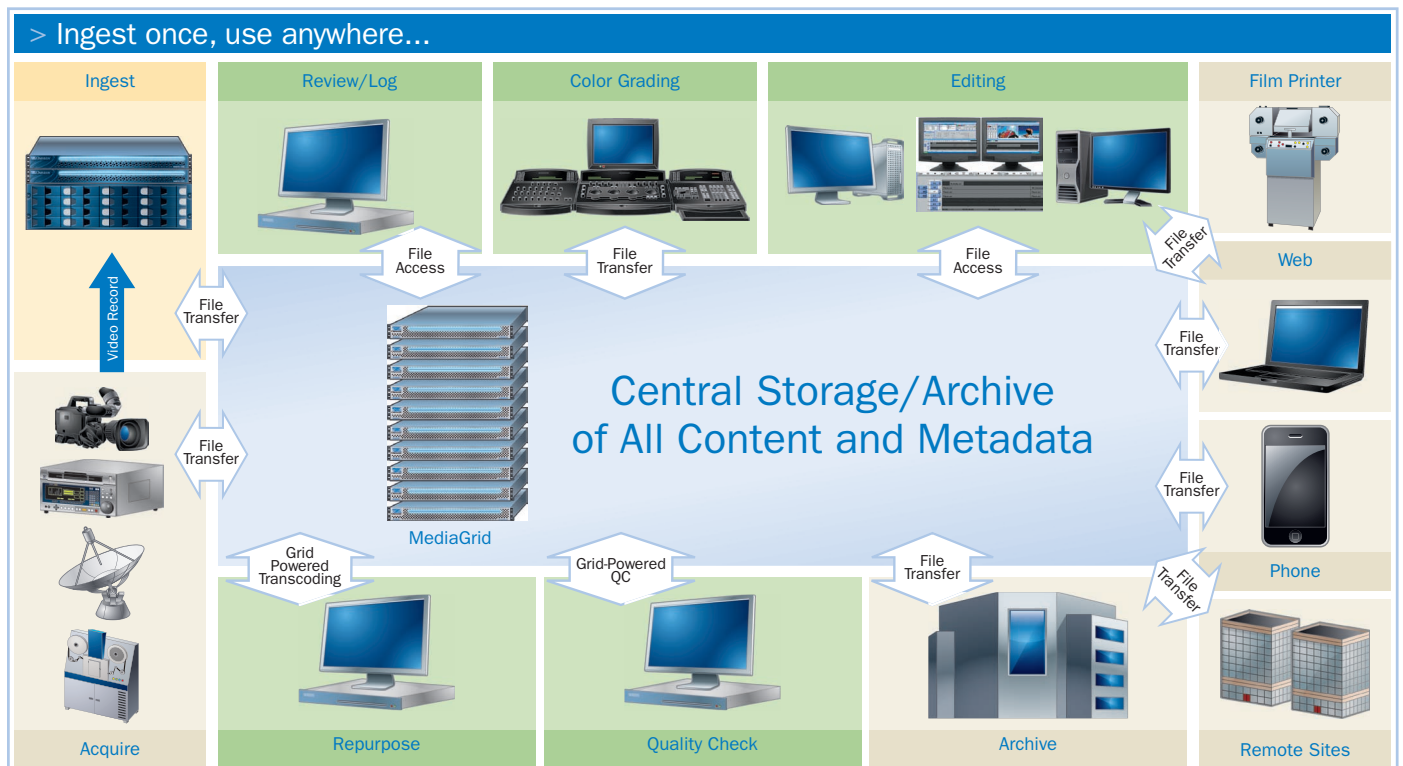 > Ingest once, use anywhere...
Ingest
Review/Log
Color Grading
Editing
Film Printer
File
Access
File
Transfer
File
Access
File
Transfer
Web
Video Record
File
Transfer
File
Transfer
Central Storage/Archive
of All Content and Metadata
File
Transfer
File
Transfer
MediaGrid
Grid
Powered
Transcoding
Grid-Powered
QC
File
Transfer
File
Transfer
Phone
Acquire
Repurpose
Quality Check
Archive
Remote Sites